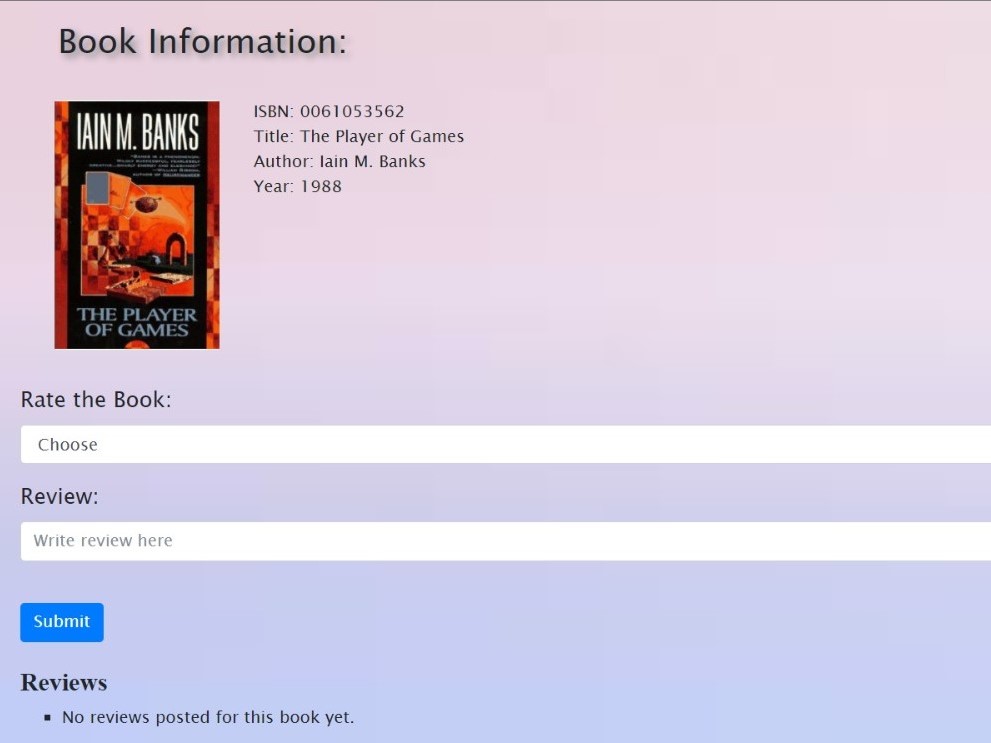 Book Information:
IAIN M. BANKS
ISBN: 0061053562
Title: The Player of Games
Author: Iain M. Banks
Year: 1988
THE PLAYER
OF GAMES
Rate the Book:
Choose
Review:
Write review here
Submit
Reviews
No reviews posted for this book yet.